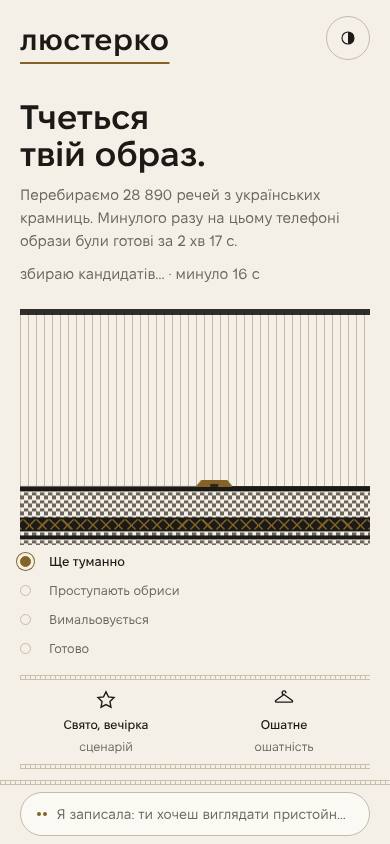 люстерко
Тчеться
твій образ.
Перебираємо 28 890 речей з українських
крамниць. Минулого разу на цьому телефоні
образи були готові за 2 хв 17 с.
збираю кандидатів… · минуло 16 с
Ще туманно
Проступають обриси
Вимальовується
Готово
Свято, вечірка
сценарій
Ошатне
ошатність
Я записала: ти хочеш виглядати пристойн…